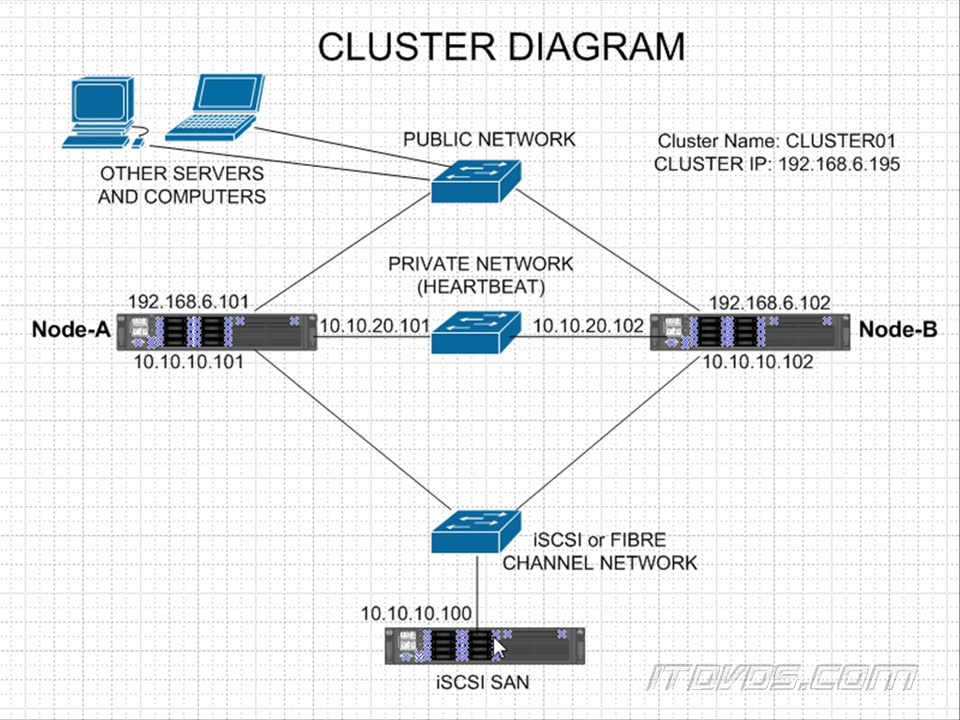 CLUSTER DIAGRAM
PUBLIC NETWORK
Cluster Name: CLUSTER01
CLUSTER IP: 192.168.6.195
OTHER SERVERS
AND COMPUTERS
PRIVATE NETWORK
(HEARTBEAT)
192.168.6.101
192.168.6.102
Node-A
10.10.20.101
10.10.20.102
Node-B
10.10.10.101
10.10.10.102
iSCSI or FIBRE
CHANNEL NETWORK
10.10.10.100
iSCSI SAN
ITDVDS.COM